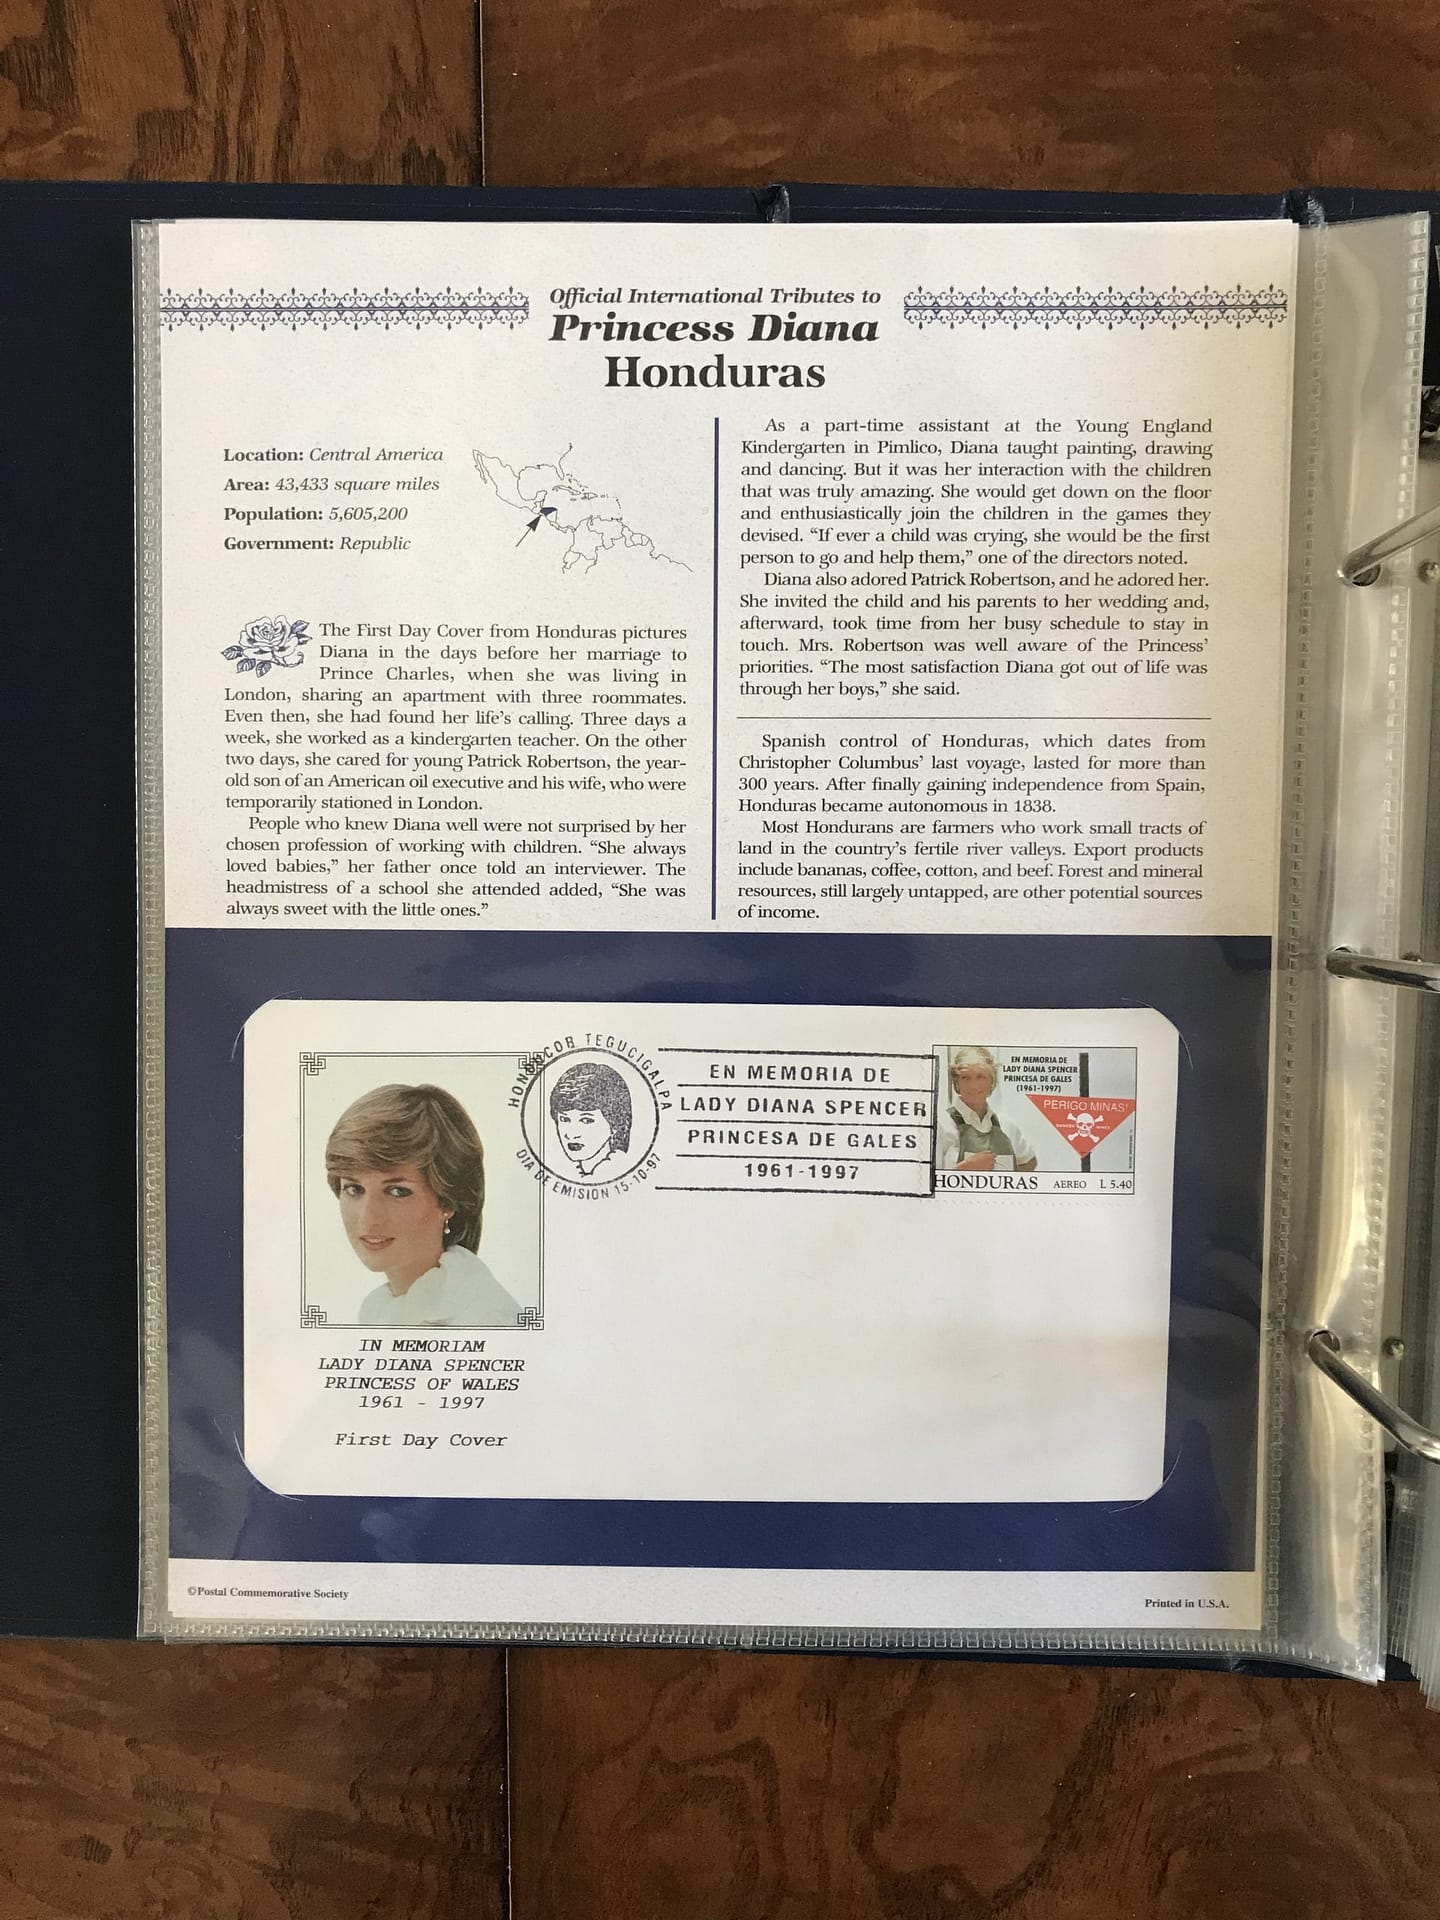 Official International Tributes to
Princess Diana
Honduras
Location: Central America
Area: 43,433 square miles
Population: 5,605,200
Government: Republic
The First Day Cover from Honduras pictures
Diana in the days before her marriage to
Prince Charles, when she was living in
London, sharing an apartment with three roommates.
Even then, she had found her life’s calling. Three days a
week, she worked as a kindergarten teacher. On the other
two days, she cared for young Patrick Robertson, the year-
old son of an American oil executive and his wife, who were
temporarily stationed in London.
People who knew Diana well were not surprised by her
chosen profession of working with children. “She always
loved babies,” her father once told an interviewer. The
headmistress of a school she attended added, “She was
always sweet with the little ones.”
As a part-time assistant at the Young England
Kindergarten in Pimlico, Diana taught painting, drawing
and dancing. But it was her interaction with the children
that was truly amazing. She would get down on the floor
and enthusiastically join the children in the games they
devised. “If ever a child was crying, she would be the first
person to go and help them,” one of the directors noted.
Diana also adored Patrick Robertson, and he adored her.
She invited the child and his parents to her wedding and,
afterward, took time from her busy schedule to stay in
touch. Mrs. Robertson was well aware of the Princess’
priorities. “The most satisfaction Diana got out of life was
through her boys,” she said.
Spanish control of Honduras, which dates from
Christopher Columbus’ last voyage, lasted for more than
300 years. After finally gaining independence from Spain,
Honduras became autonomous in 1838.
Most Hondurans are farmers who work small tracts of
land in the country’s fertile river valleys. Export products
include bananas, coffee, cotton, and beef. Forest and mineral
resources, still largely untapped, are other potential sources
of income.
HONDUCOR TEGUCIGALPA
DIA DE EMISION 15-10-97
EN MEMORIA DE
LADY DIANA SPENCER
PRINCESA DE GALES
1961-1997
EN MEMORIA DE
LADY DIANA SPENCER
PRINCESA DE GALES
(1961-1997)
PERIGO MINAS!
DANGER MINES
HONDURAS AEREO L 5.40
IN MEMORIAM
LADY DIANA SPENCER
PRINCESS OF WALES
1961 - 1997
First Day Cover
©Postal Commemorative Society
Printed in U.S.A.